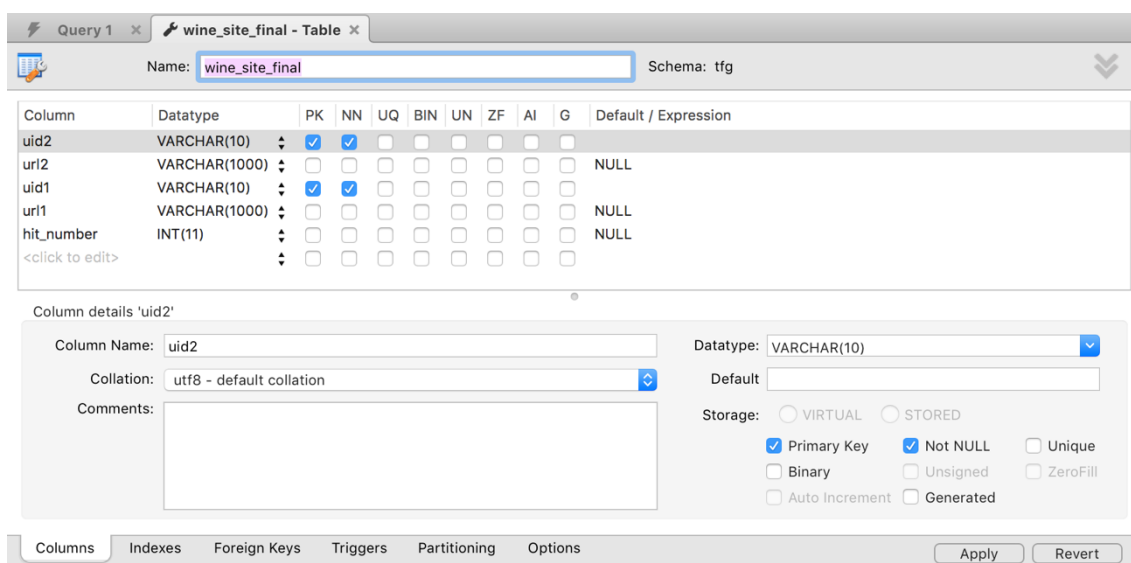 Query 1 × wine_site_final - Table ×
Name: wine_site_final Schema: tfg
Column Datatype PK NN UQ BIN UN ZF AI G Default / Expression
uid2 VARCHAR(10)
url2 VARCHAR(1000) NULL
uid1 VARCHAR(10)
url1 VARCHAR(1000) NULL
hit_number INT(11) NULL
<click to edit>
Column details 'uid2'
Column Name: uid2 Datatype: VARCHAR(10)
Collation: utf8 - default collation Default
Comments: Storage: VIRTUAL STORED
Primary Key Not NULL Unique
Binary Unsigned ZeroFill
Auto Increment Generated
Columns Indexes Foreign Keys Triggers Partitioning Options Apply Revert